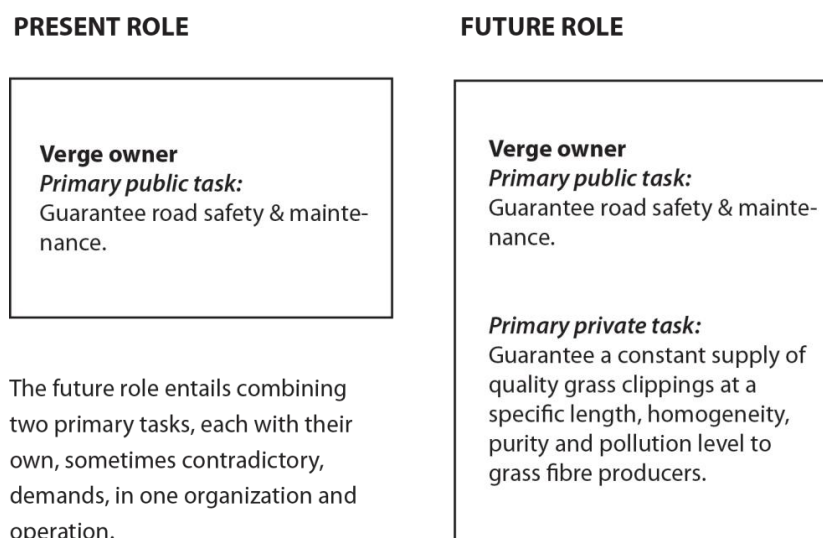 PRESENT ROLE
Verge owner
Primary public task:
Guarantee road safety & mainte-
nance.
The future role entails combining
two primary tasks, each with their
own, sometimes contradictory,
demands, in one organization and
operation.
FUTURE ROLE
Verge owner
Primary public task:
Guarantee road safety & mainte-
nance.
Primary private task:
Guarantee a constant supply of
quality grass clippings at a
specific length, homogeneity,
purity and pollution level to
grass fibre producers.